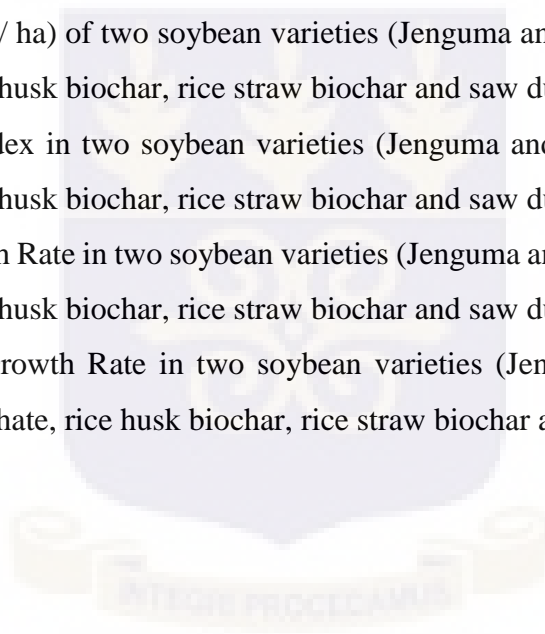 / ha) of two soybean varieties (Jenguma an
husk biochar, rice straw biochar and saw du
dex in two soybean varieties (Jenguma and
husk biochar, rice straw biochar and saw du
h Rate in two soybean varieties (Jenguma an
husk biochar, rice straw biochar and saw du
rowth Rate in two soybean varieties (Jen
hate, rice husk biochar, rice straw biochar a
INTEGRI PROCEDAMUS